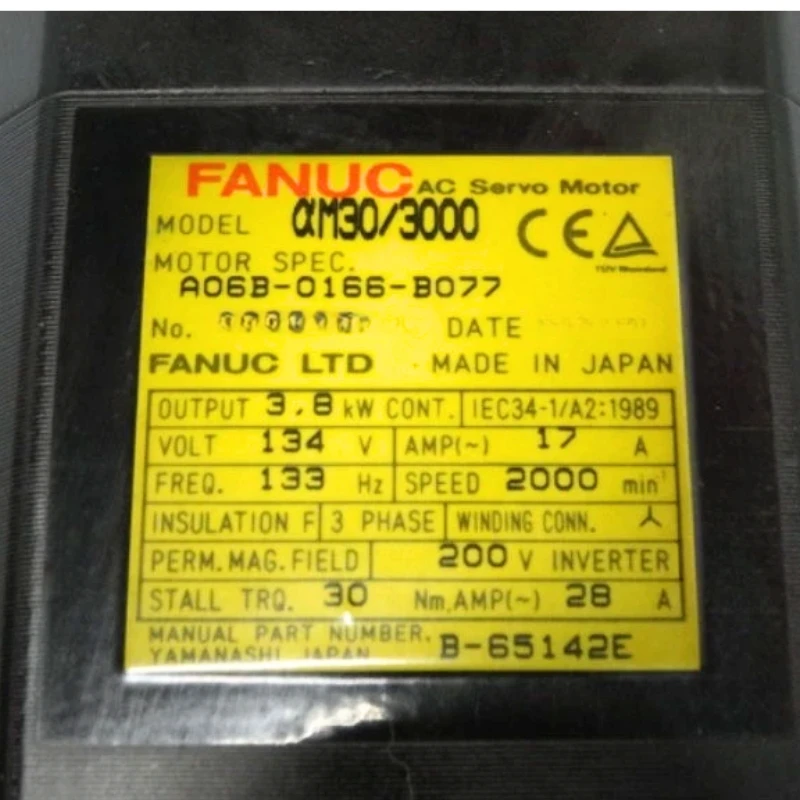 FANUC AC Servo Motor
MODEL αM30/3000
TUV Rheinland
MOTOR SPEC.
A06B-0166-B077
No. DATE
FANUC LTD MADE IN JAPAN
OUTPUT 3.8 kW CONT. IEC34-1/A2:1989
VOLT 134 V AMP(~) 17 A
FREQ. 133 Hz SPEED 2000 min⁻¹
INSULATION F 3 PHASE WINDING CONN.
PERM.MAG.FIELD 200 V INVERTER
STALL TRQ. 30 Nm,AMP(~) 28 A
MANUAL PART NUMBER. B-65142E
YAMANASHI JAPAN